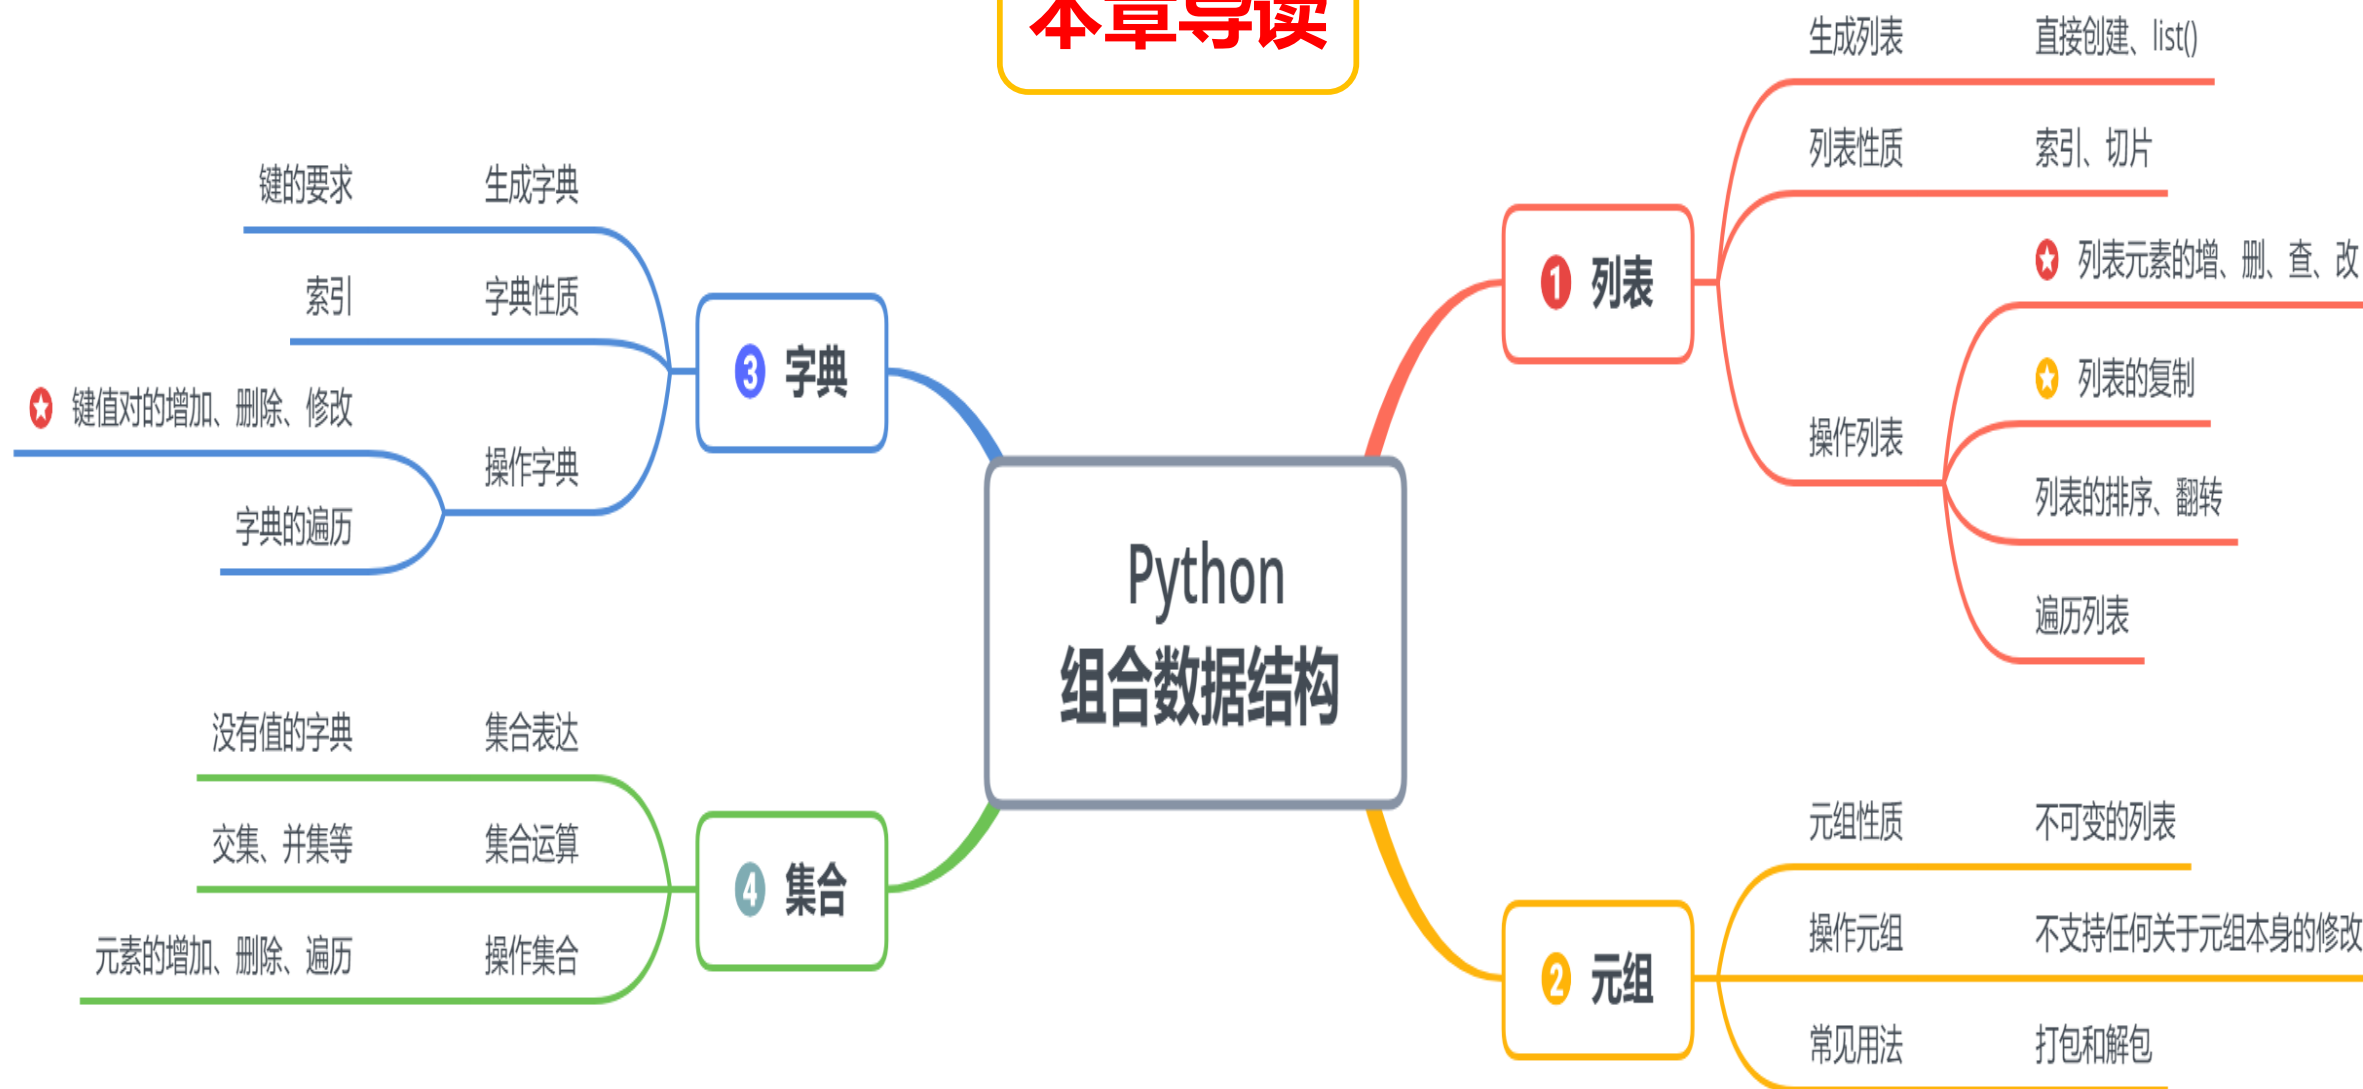 本章导读
Python
组合数据结构
1 列表
生成列表 直接创建、list()
列表性质 索引、切片
操作列表
列表元素的增、删、查、改
列表的复制
列表的排序、翻转
遍历列表
2 元组
元组性质 不可变的列表
操作元组 不支持任何关于元组本身的修改
常见用法 打包和解包
3 字典
键的要求 生成字典
索引 字典性质
操作字典
键值对的增加、删除、修改
字典的遍历
4 集合
没有值的字典 集合表达
交集、并集等 集合运算
元素的增加、删除、遍历 操作集合